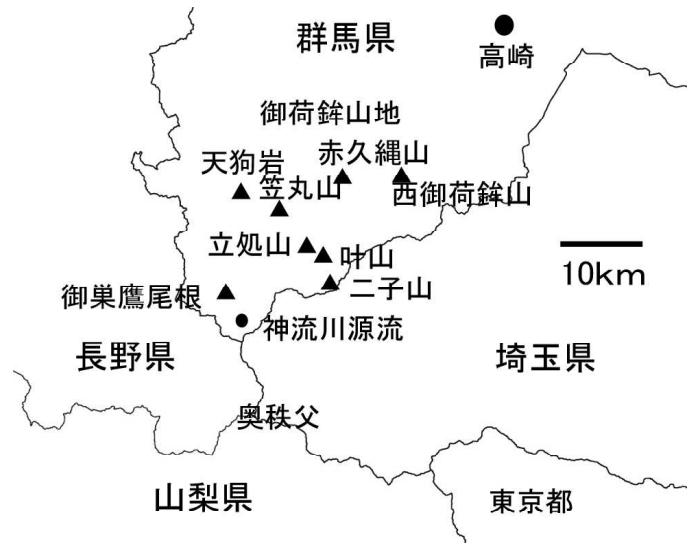 群馬県
高崎
御荷鉾山地
赤久縄山
天狗岩
笠丸山
西御荷鉾山
立処山
叶山
10km
御巣鷹尾根
二子山
神流川源流
長野県
埼玉県
奥秩父
山梨県
東京都